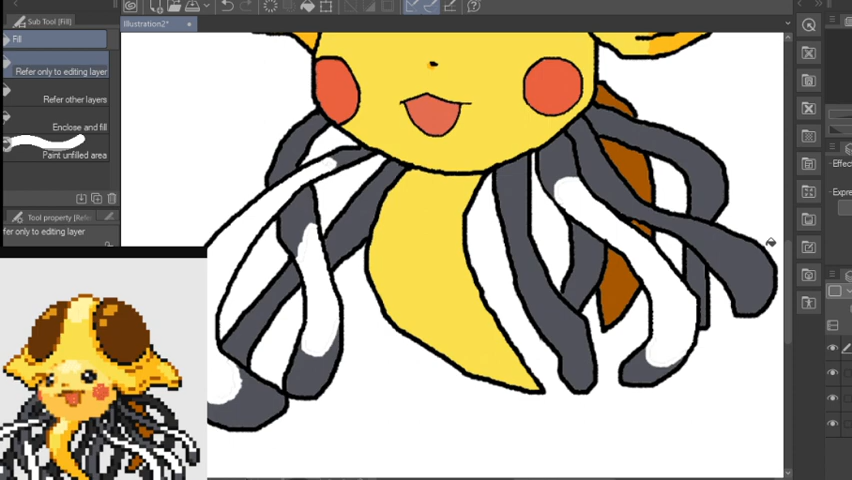 Sub Tool [Fill]
Illustration2*
Fill
Refer only to editing layer
Refer other layers
Enclose and fill
Paint unfilled area
Tool property [Refe
efer only to editing layer
Effect
Expre